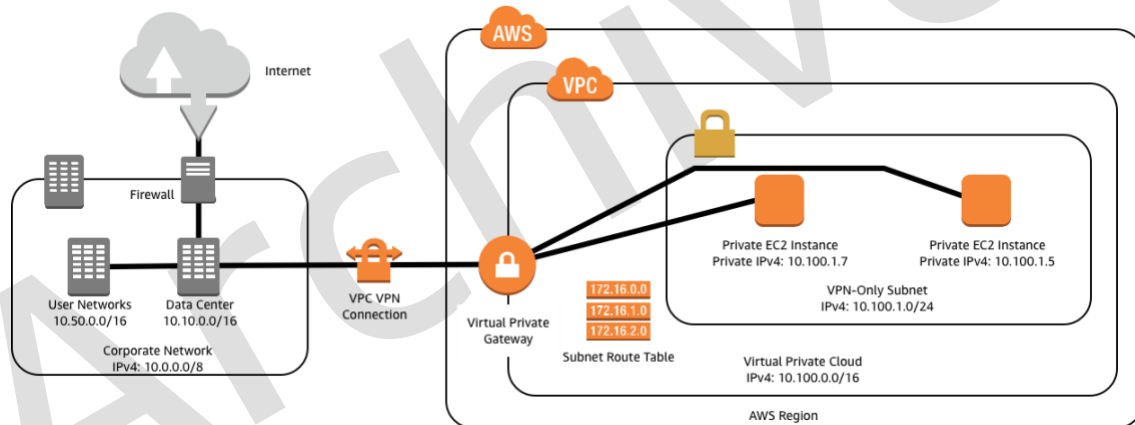 Archived
AWS
Internet
VPC
Firewall
Private EC2 Instance
Private IPv4: 10.100.1.7
Private EC2 Instance
Private IPv4: 10.100.1.5
User Networks
10.50.0.0/16
Data Center
10.10.0.0/16
VPC VPN
Connection
Virtual Private
Gateway
172.16.0.0
172.16.1.0
172.16.2.0
Subnet Route Table
VPN-Only Subnet
IPv4: 10.100.1.0/24
Corporate Network
IPv4: 10.0.0.0/8
Virtual Private Cloud
IPv4: 10.100.0.0/16
AWS Region